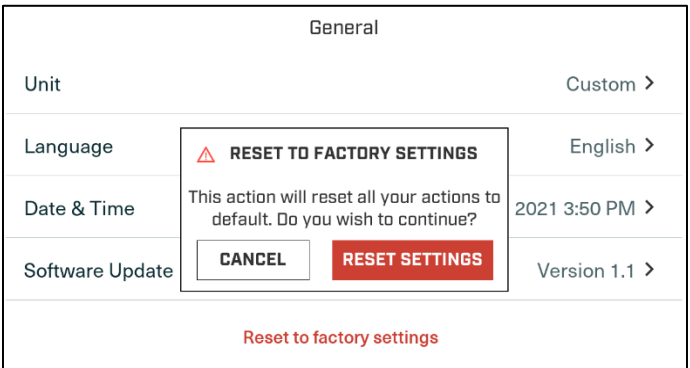 General
Unit Custom
Language English
RESET TO FACTORY SETTINGS
This action will reset all your actions to
default. Do you wish to continue?
Date & Time 2021 3:50 PM
CANCEL RESET SETTINGS
Software Update Version 1.1
Reset to factory settings